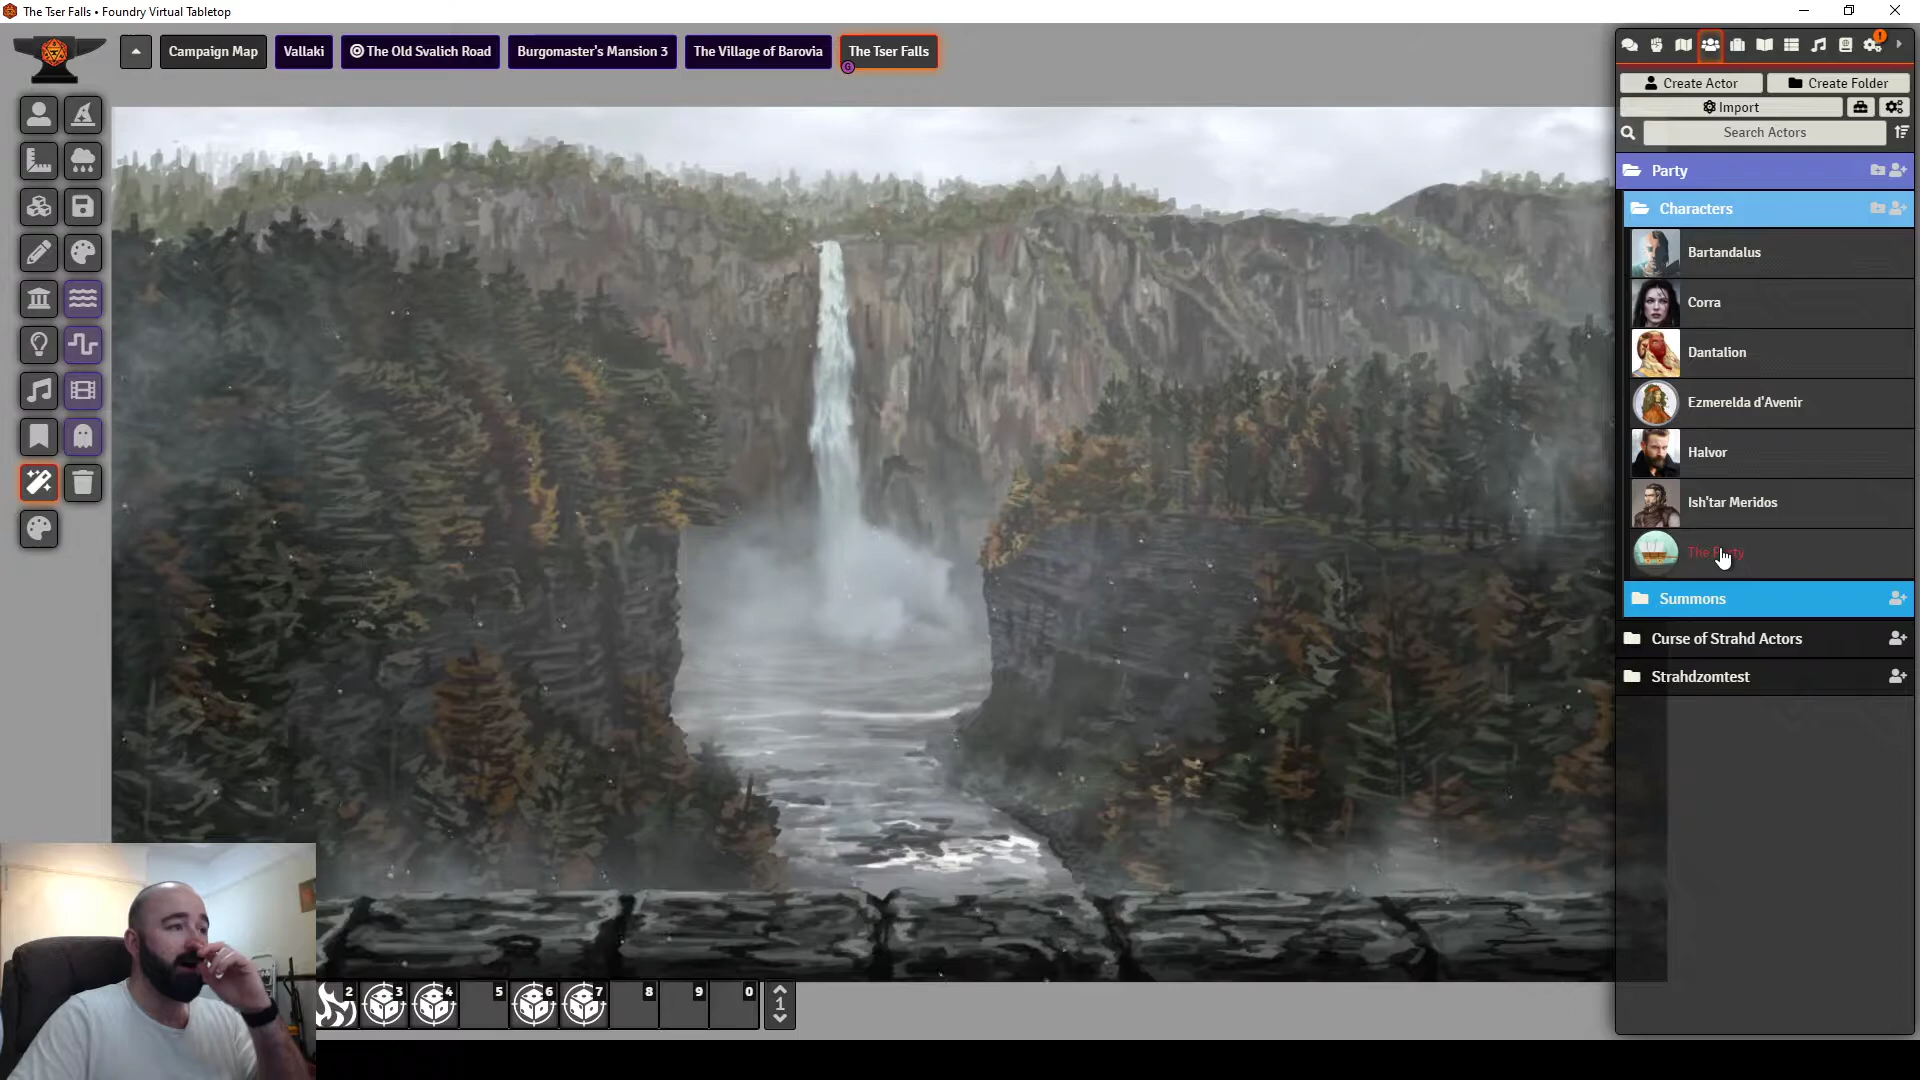 The Tser Falls • Foundry Virtual Tabletop
Campaign Map
Vallaki
The Old Svalich Road
Burgomaster's Mansion 3
The Village of Barovia
The Tser Falls
G
Create Actor
Create Folder
Import
Search Actors
Party
Characters
Bartandalus
Corra
Dantalion
Ezmerelda d'Avenir
Halvor
Ish'tar Meridos
The Party
Summons
Curse of Strahd Actors
Strahdzomtest
2
3
4
5
6
7
8
9
0
1